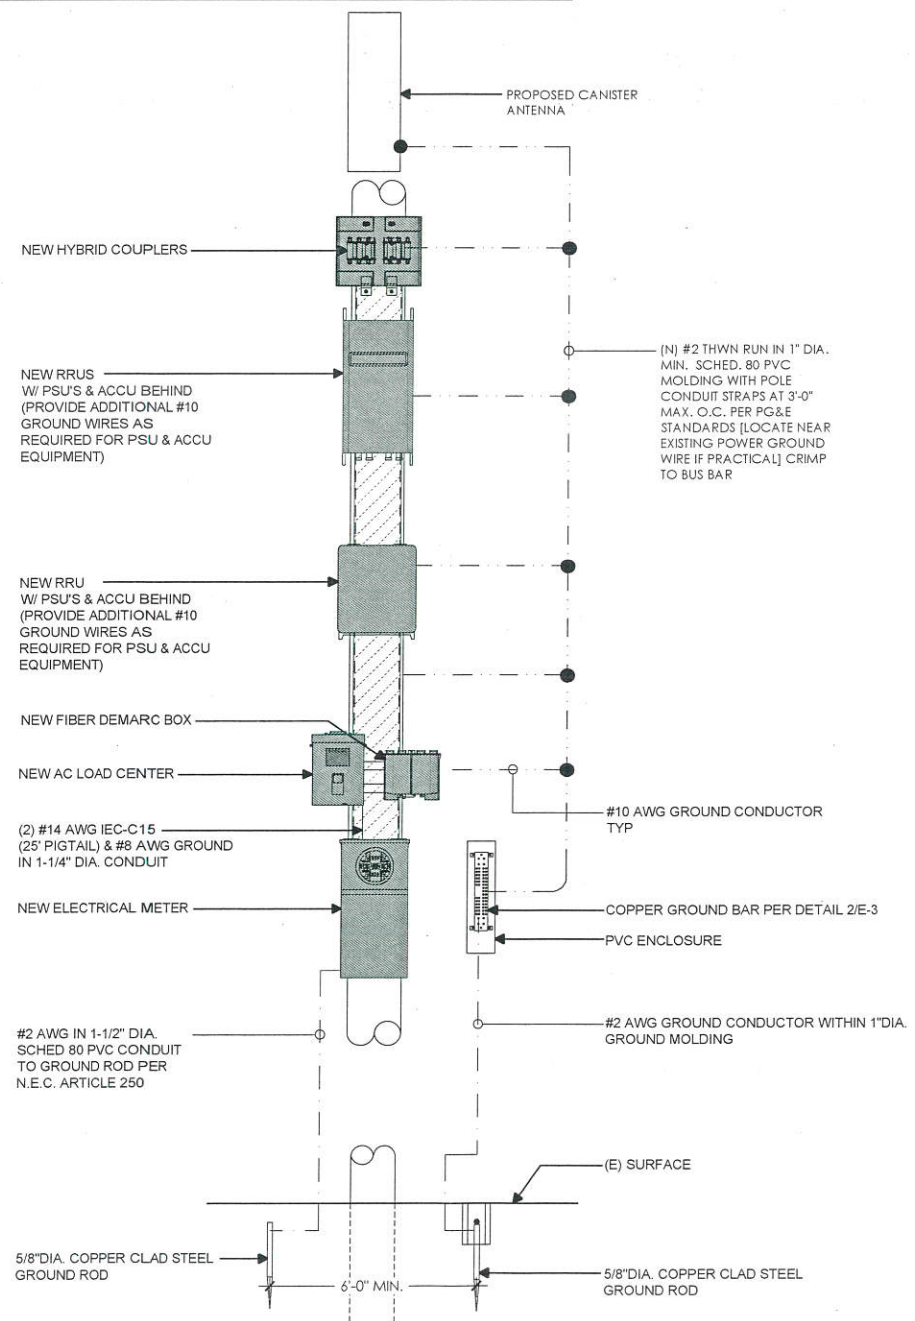 PROPOSED CANISTER
ANTENNA
NEW HYBRID COUPLERS
(N) #2 THWN RUN IN 1" DIA.
MIN. SCHED. 80 PVC
MOLDING WITH POLE
CONDUIT STRAPS AT 3'-0"
MAX. O.C. PER PG&E
STANDARDS [LOCATE NEAR
EXISTING POWER GROUND
WIRE IF PRACTICAL] CRIMP
TO BUS BAR
NEW RRUS
W/ PSU'S & ACCU BEHIND
(PROVIDE ADDITIONAL #10
GROUND WIRES AS
REQUIRED FOR PSU & ACCU
EQUIPMENT)
NEW RRU
W/ PSU'S & ACCU BEHIND
(PROVIDE ADDITIONAL #10
GROUND WIRES AS
REQUIRED FOR PSU & ACCU
EQUIPMENT)
NEW FIBER DEMARC BOX
NEW AC LOAD CENTER
#10 AWG GROUND CONDUCTOR
TYP
(2) #14 AWG IEC-C15
(25' PIGTAIL) & #8 AWG GROUND
IN 1-1/4" DIA. CONDUIT
NEW ELECTRICAL METER
COPPER GROUND BAR PER DETAIL 2/E-3
PVC ENCLOSURE
#2 AWG IN 1-1/2" DIA.
SCHED 80 PVC CONDUIT
TO GROUND ROD PER
N.E.C. ARTICLE 250
#2 AWG GROUND CONDUCTOR WITHIN 1"DIA.
GROUND MOLDING
(E) SURFACE
5/8"DIA. COPPER CLAD STEEL
GROUND ROD
6'-0" MIN.
5/8"DIA. COPPER CLAD STEEL
GROUND ROD